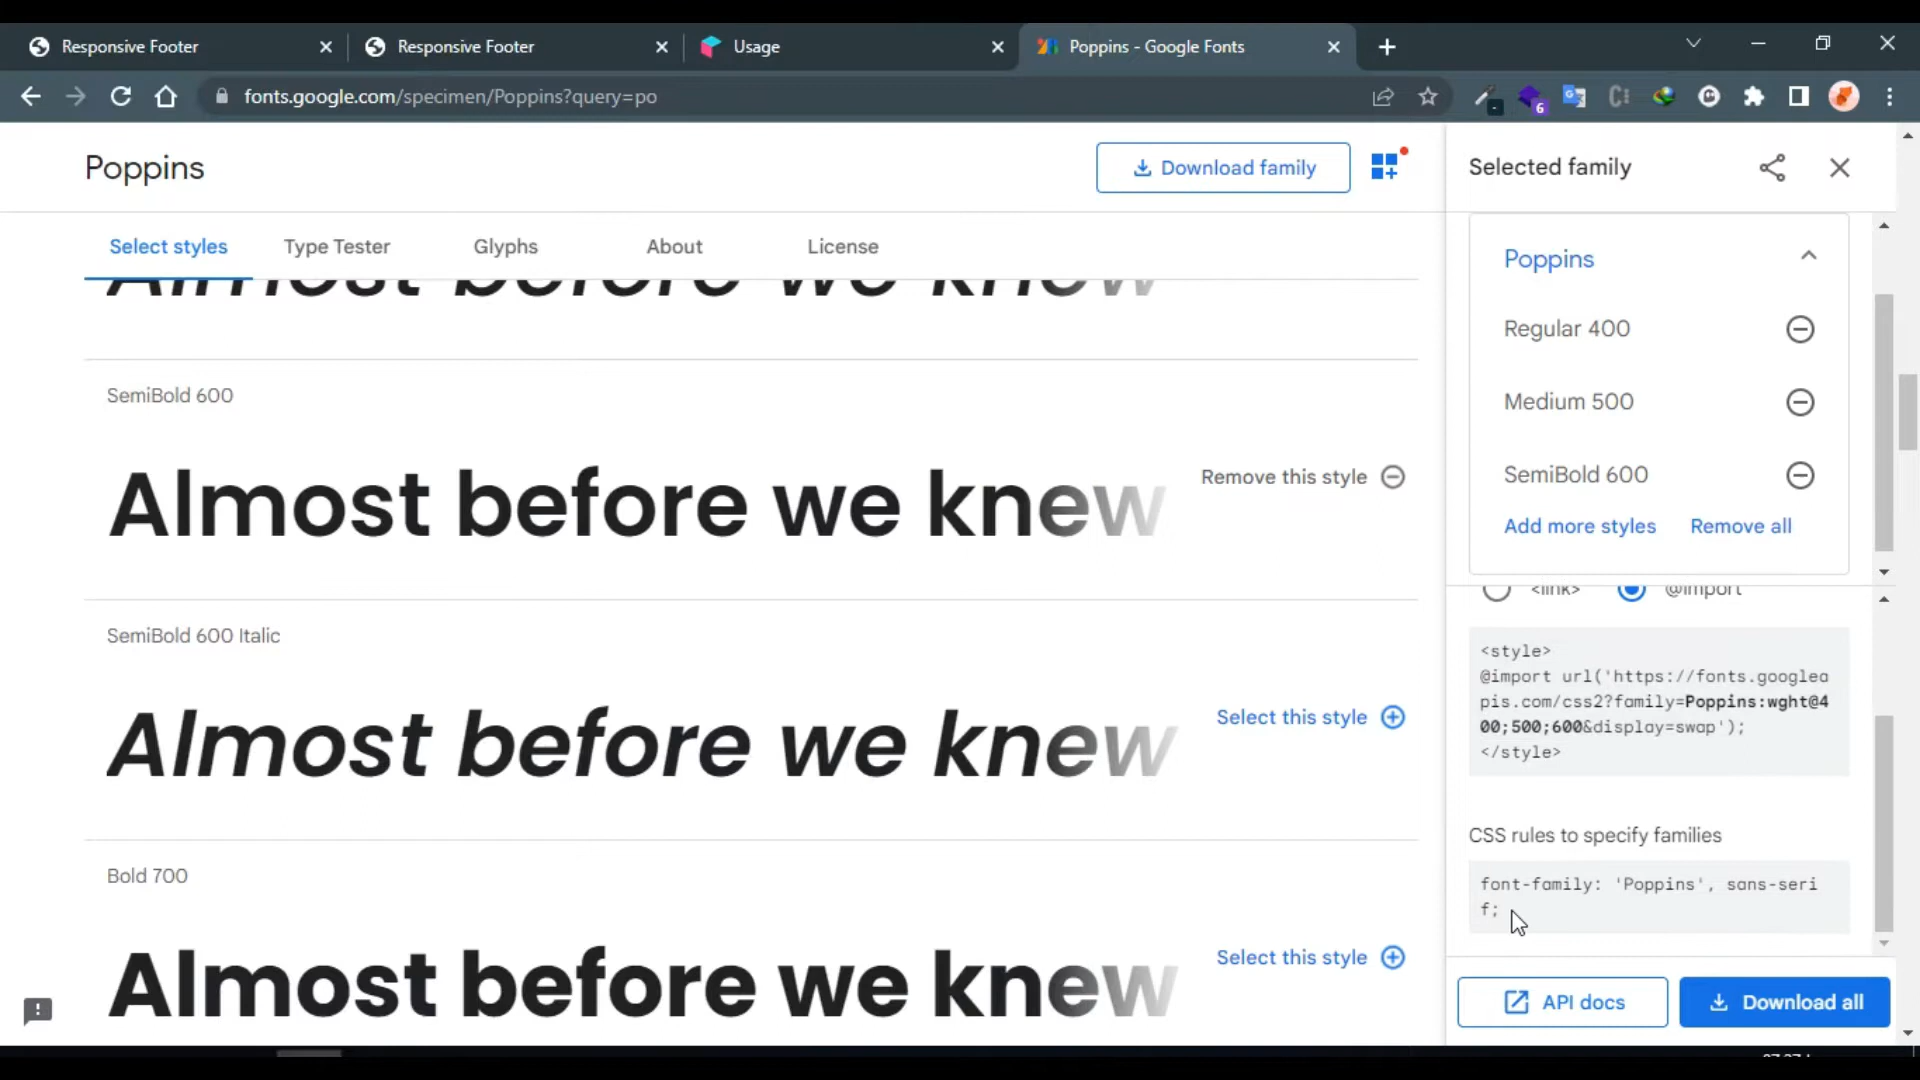 Responsive Footer
Responsive Footer
Usage
Poppins - Google Fonts
fonts.google.com/specimen/Poppins?query=po
6
Poppins
Download family
Selected family
Select styles
Type Tester
Glyphs
About
License
Almost before we knew
SemiBold 600
Almost before we knew
Remove this style
SemiBold 600 Italic
Almost before we knew
Select this style
Bold 700
Almost before we knew
Select this style
Poppins
Regular 400
Medium 500
SemiBold 600
Add more styles
Remove all
<link>
@import
<style>
@import url('https://fonts.googlea
pis.com/css2?family=Poppins:wght@4
00;500;600&display=swap');
</style>
CSS rules to specify families
font-family: 'Poppins', sans-seri
f;
API docs
Download all